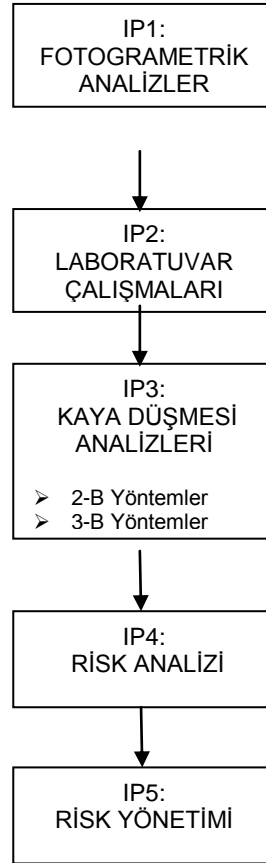 IP1:
FOTOGRAMETRİK
ANALİZLER
IP2:
LABORATUVAR
ÇALIŞMALARI
IP3:
KAYA DÜŞMESİ
ANALİZLERİ
➢ 2-B Yöntemler
➢ 3-B Yöntemler
IP4:
RİSK ANALİZİ
IP5:
RİSK YÖNETİMİ